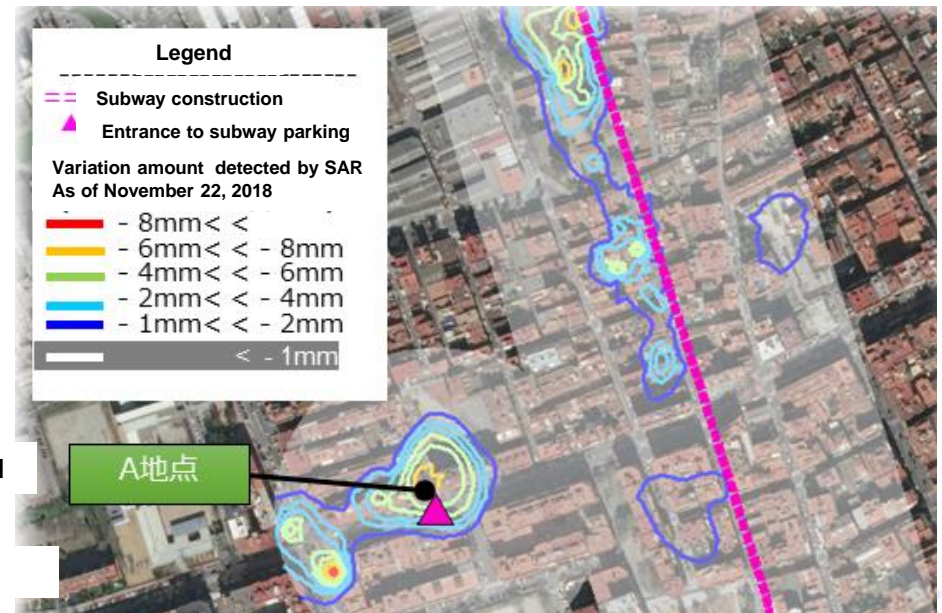 Legend
Subway construction
Entrance to subway parking
Variation amount detected by SAR
As of November 22, 2018
- 8mm< <
- 6mm< < - 8mm
- 4mm< < - 6mm
- 2mm< < - 4mm
- 1mm< < - 2mm
< - 1mm
A地点